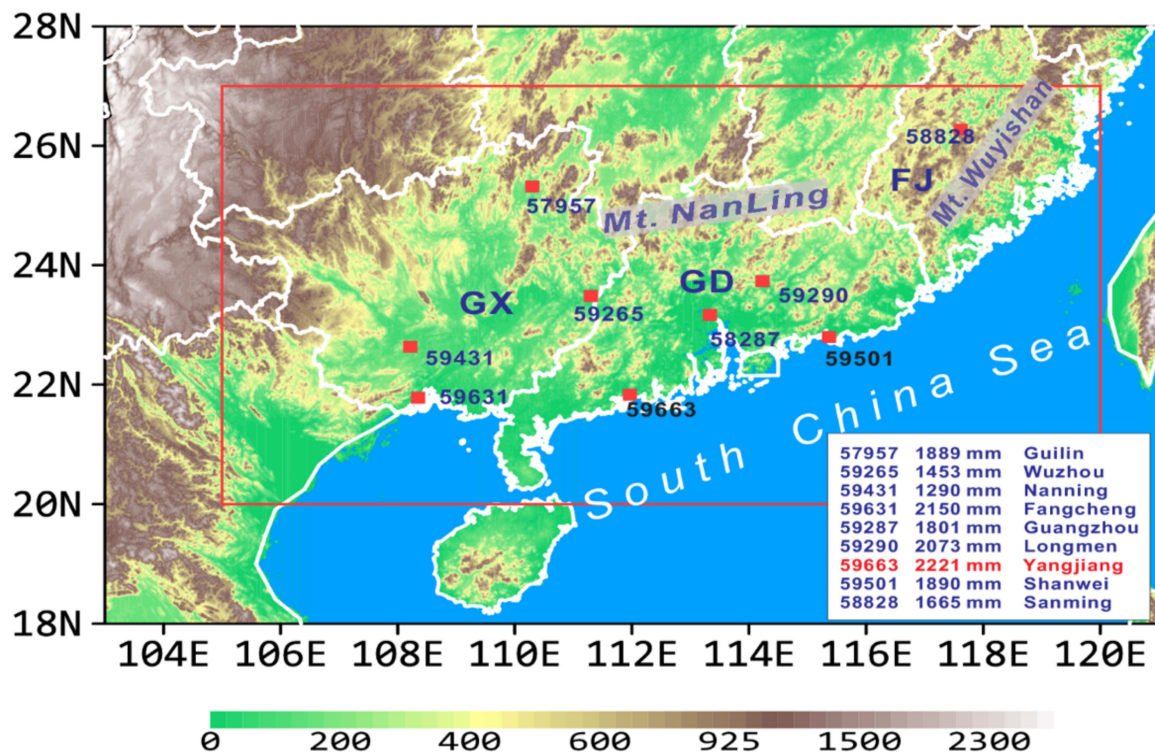 28N
26N
24N
22N
20N
18N
58828
FJ
Mt. Wuyishan
57957
Mt. NanLing
GX
GD
59265
59290
58287
59431
59501
59631
59663
South China Sea
57957 1889 mm Guilin
59265 1453 mm Wuzhou
59431 1290 mm Nanning
59631 2150 mm Fangcheng
59287 1801 mm Guangzhou
59290 2073 mm Longmen
59663 2221 mm Yangjiang
59501 1890 mm Shanwei
58828 1665 mm Sanming
104E 106E 108E 110E 112E 114E 116E 118E 120E
0 200 400 600 925 1500 2300